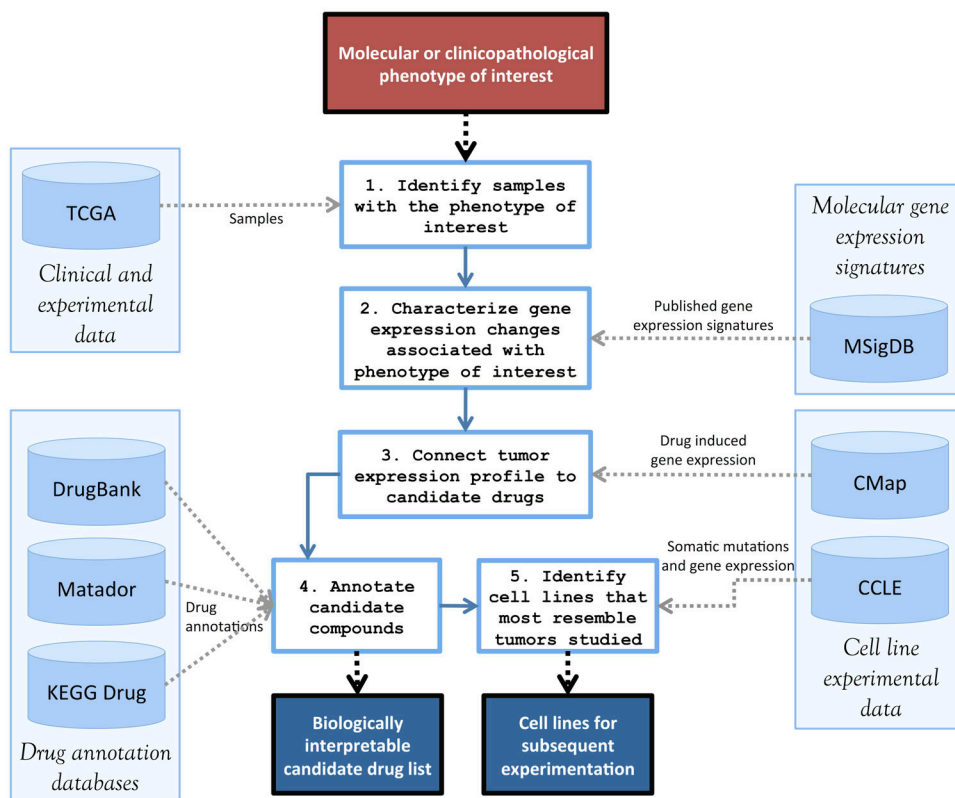 Molecular or clinicopathological
phenotype of interest
TCGA
Clinical and
experimental
data
Samples
1. Identify samples
with the phenotype of
interest
Molecular gene
expression
signatures
MSigDB
Published gene
expression signatures
2. Characterize gene
expression changes
associated with
phenotype of interest
3. Connect tumor
expression profile to
candidate drugs
Drug induced
gene expression
CMap
Somatic mutations
and gene expression
CCLE
Cell line
experimental
data
DrugBank
Matador
KEGG Drug
Drug annotation
databases
Drug
annotations
4. Annotate
candidate
compounds
5. Identify
cell lines that
most resemble
tumors studied
Biologically
interpretable
candidate drug list
Cell lines for
subsequent
experimentation